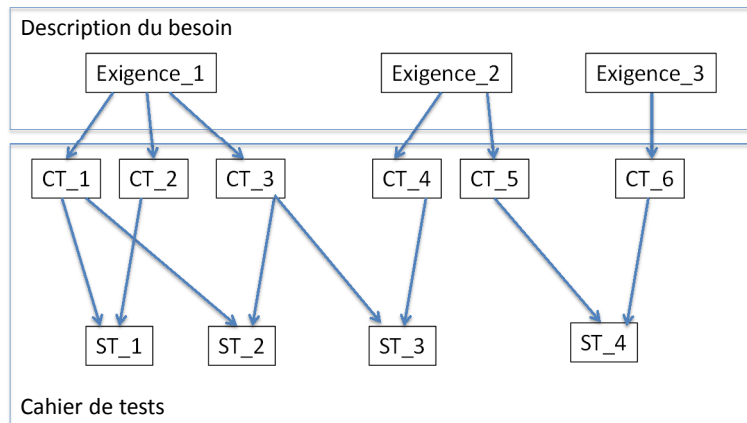 Description du besoin
Exigence_1 Exigence_2 Exigence_3
CT_1 CT_2 CT_3 CT_4 CT_5 CT_6
ST_1 ST_2 ST_3 ST_4
Cahier de tests